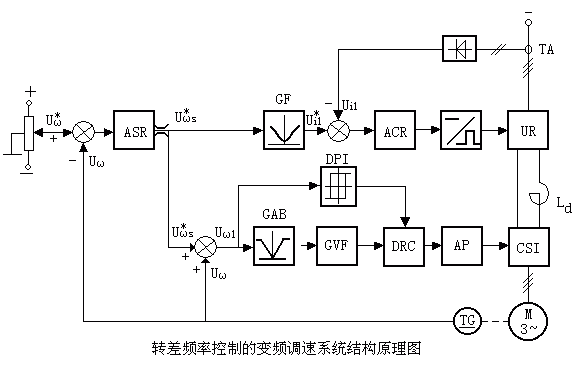 TA
GF
+
U*ω
+
−
Uω
ASR
U*ωs
U*i1
−
Ui1
ACR
UR
DPI
Ld
U*ωs
+
+
Uω
Uω1
GAB
GVF
DRC
AP
CSI
TG
M
3~
转差频率控制的变频调速系统结构原理图